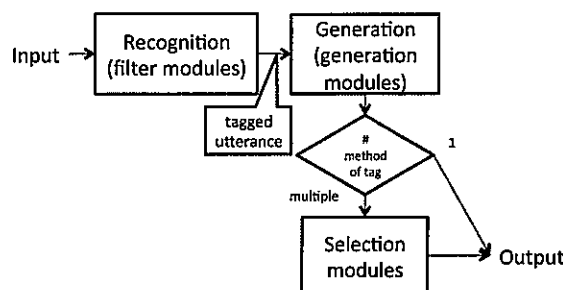 Input
Recognition
(filter modules)
Generation
(generation
modules)
tagged
utterance
#
method
of tag
1
multiple
Selection
modules
Output